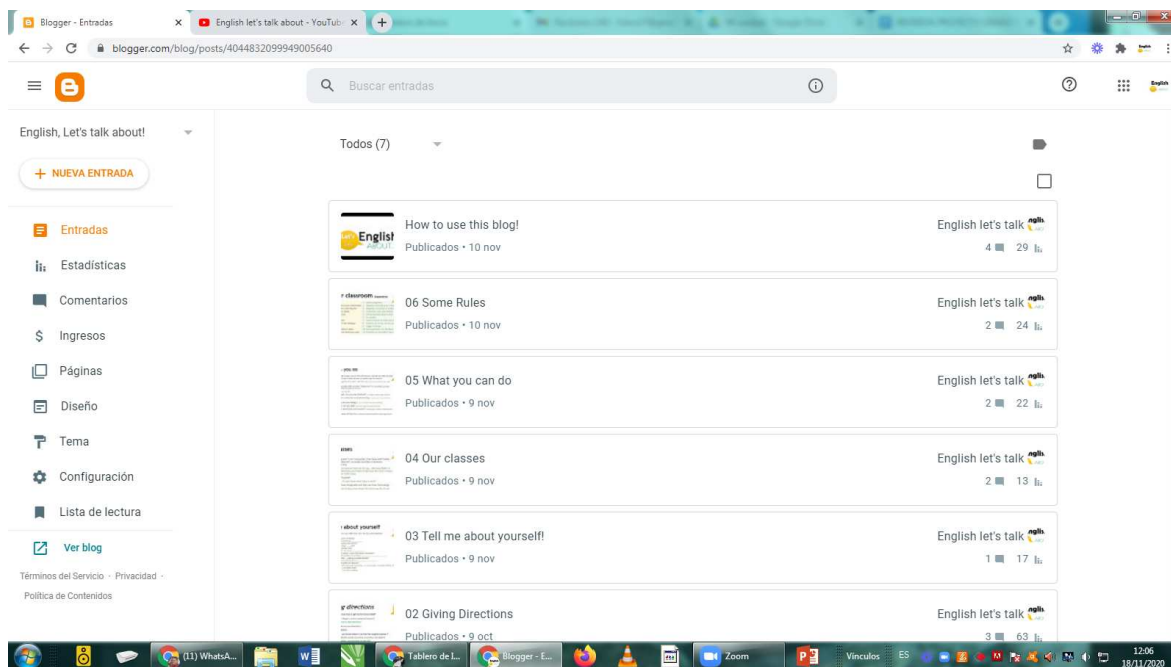 Blogger - Entradas
English let's talk about - YouTub
blogger.com/blog/posts/4044832099949005640
Buscar entradas
English, Let's talk about!
NUEVA ENTRADA
Entradas
Estadísticas
Comentarios
Ingresos
Páginas
Diseño
Tema
Configuración
Lista de lectura
Ver blog
Términos del Servicio · Privacidad ·
Política de Contenidos
Todos (7)
How to use this blog!
English let's talk
Publicados • 10 nov
4 29
06 Some Rules
English let's talk
Publicados • 10 nov
2 24
05 What you can do
English let's talk
Publicados • 9 nov
2 22
04 Our classes
English let's talk
Publicados • 9 nov
2 13
03 Tell me about yourself!
English let's talk
Publicados • 9 nov
1 17
02 Giving Directions
English let's talk
Publicados • 9 oct
3 63
(11) WhatsA...
Tablero de I...
Blogger - E...
Zoom
Vínculos
ES
12:06